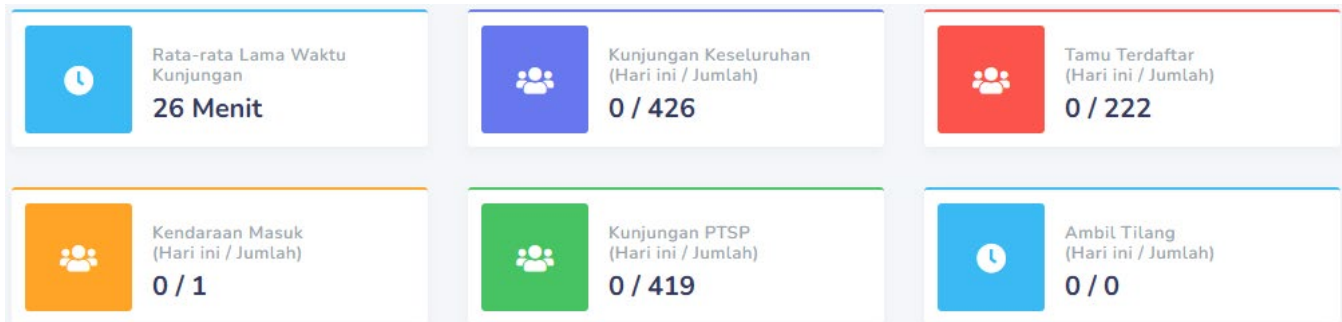 Rata-rata Lama Waktu
Kunjungan
26 Menit
Kunjungan Keseluruhan
(Hari ini / Jumlah)
0 / 426
Tamu Terdaftar
(Hari ini / Jumlah)
0 / 222
Kendaraan Masuk
(Hari ini / Jumlah)
0 / 1
Kunjungan PTSP
(Hari ini / Jumlah)
0 / 419
Ambil Tilang
(Hari ini / Jumlah)
0 / 0